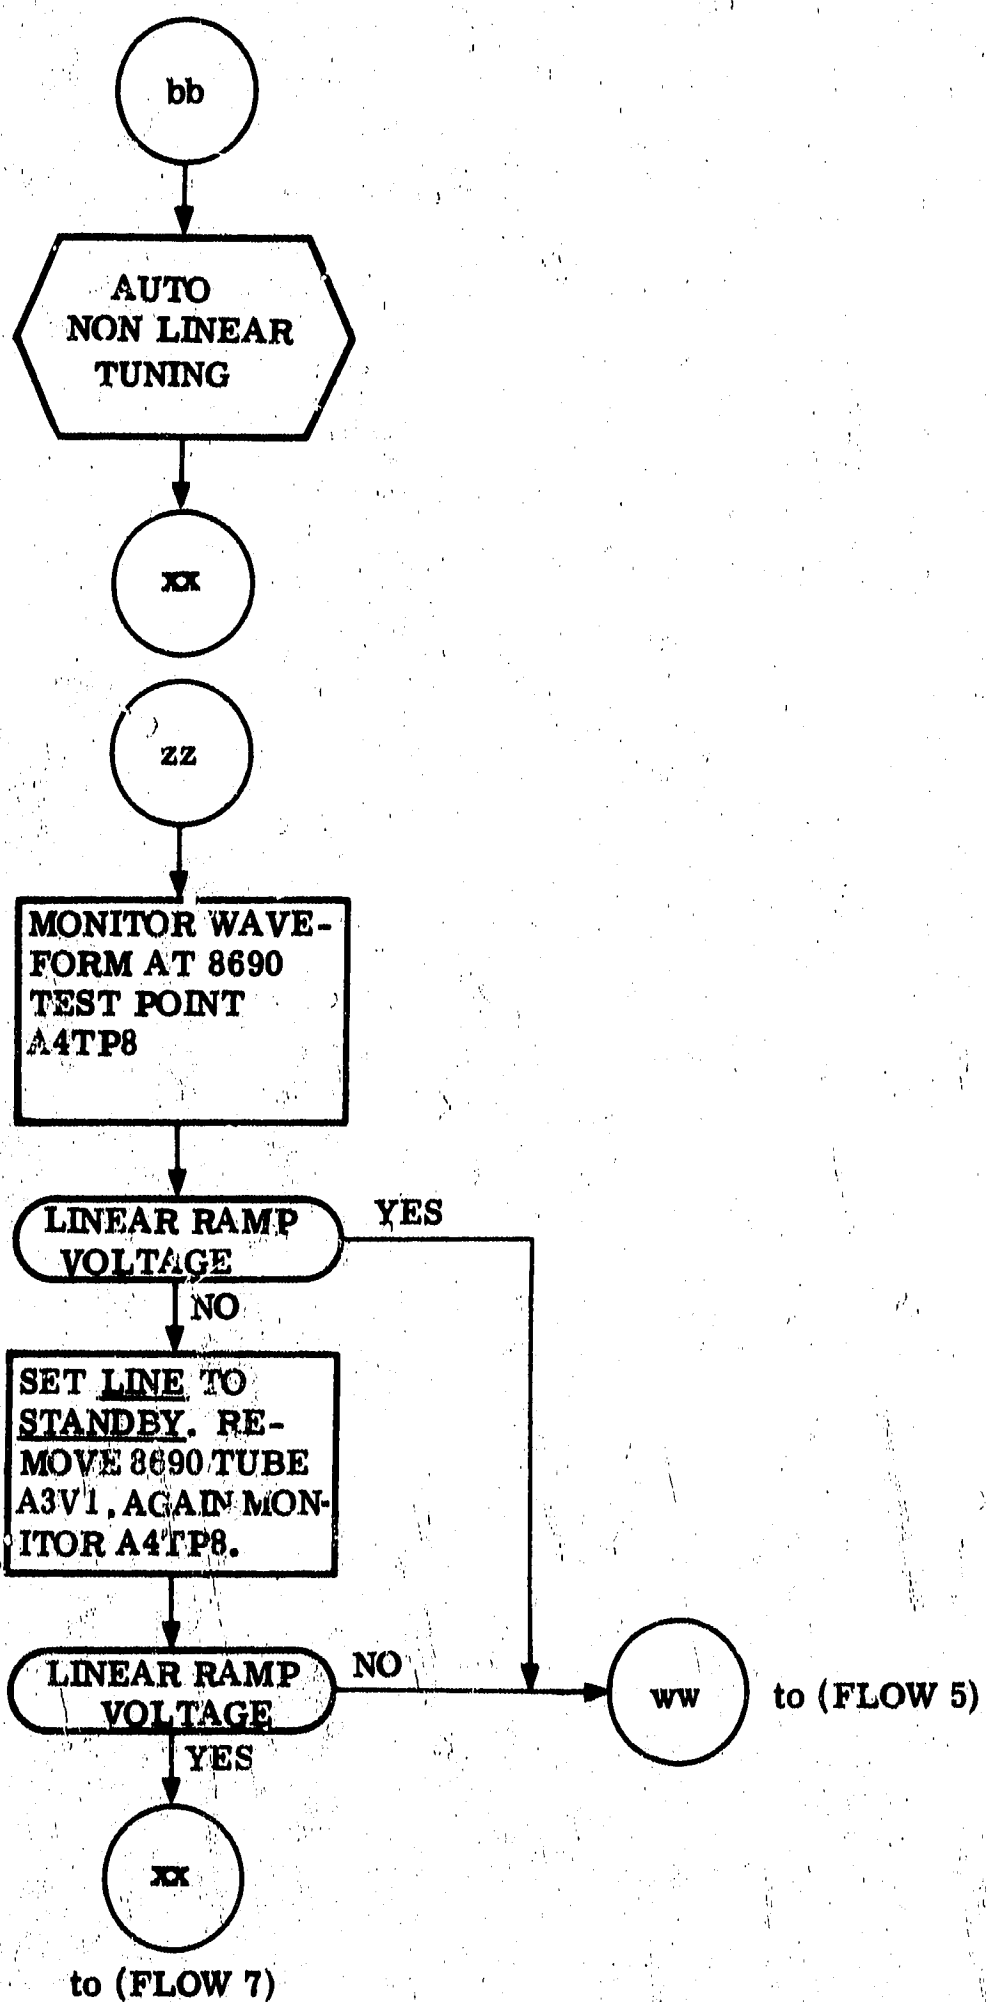 bb
AUTO
NON LINEAR
TUNING
xx
zz
MONITOR WAVE-
FORM AT 8690
TEST POINT
A4TP8
LINEAR RAMP
VOLTAGE
YES
NO
SET LINE TO
STANDBY. RE-
MOVE 8690 TUBE
A3V1. AGAIN MON-
ITOR A4TP8.
LINEAR RAMP
VOLTAGE
NO
ww
to (FLOW 5)
YES
xx
to (FLOW 7)